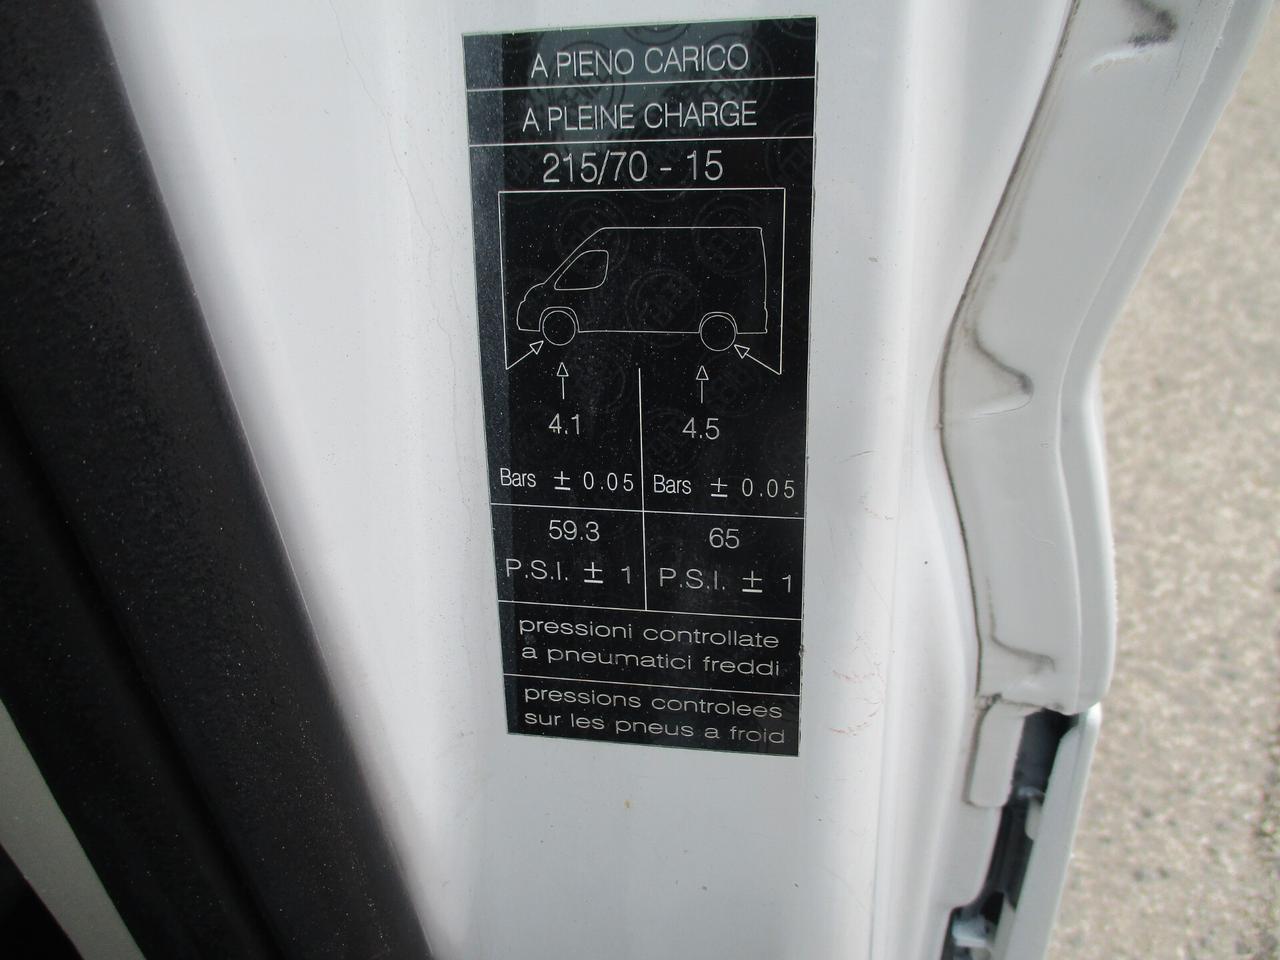 A PIENO CARICO
A PLEINE CHARGE
215/70 - 15
4.1 4.5
Bars ± 0.05 Bars ± 0.05
59.3 65
P.S.I. ± 1 P.S.I. ± 1
pressioni controllate
a pneumatici freddi
pressions controlees
sur les pneus a froid